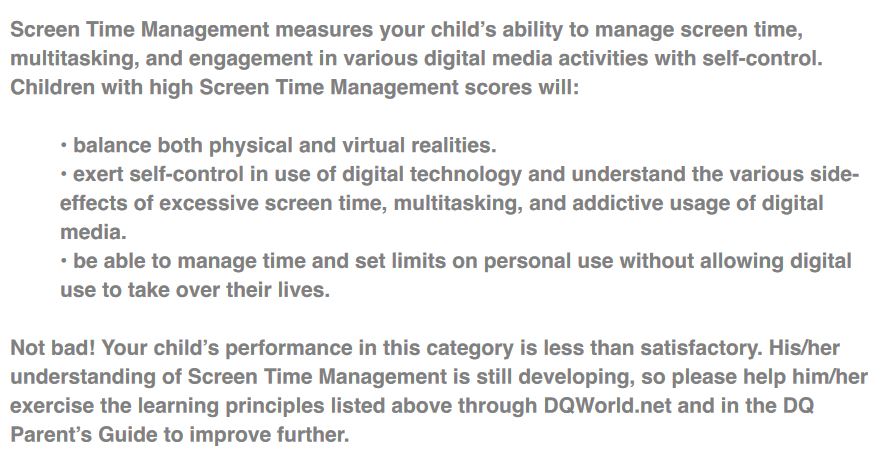 Screen Time Management measures your child’s ability to manage screen time,
multitasking, and engagement in various digital media activities with self-control.
Children with high Screen Time Management scores will:
• balance both physical and virtual realities.
• exert self-control in use of digital technology and understand the various side-
effects of excessive screen time, multitasking, and addictive usage of digital
media.
• be able to manage time and set limits on personal use without allowing digital
use to take over their lives.
Not bad! Your child’s performance in this category is less than satisfactory. His/her
understanding of Screen Time Management is still developing, so please help him/her
exercise the learning principles listed above through DQWorld.net and in the DQ
Parent’s Guide to improve further.